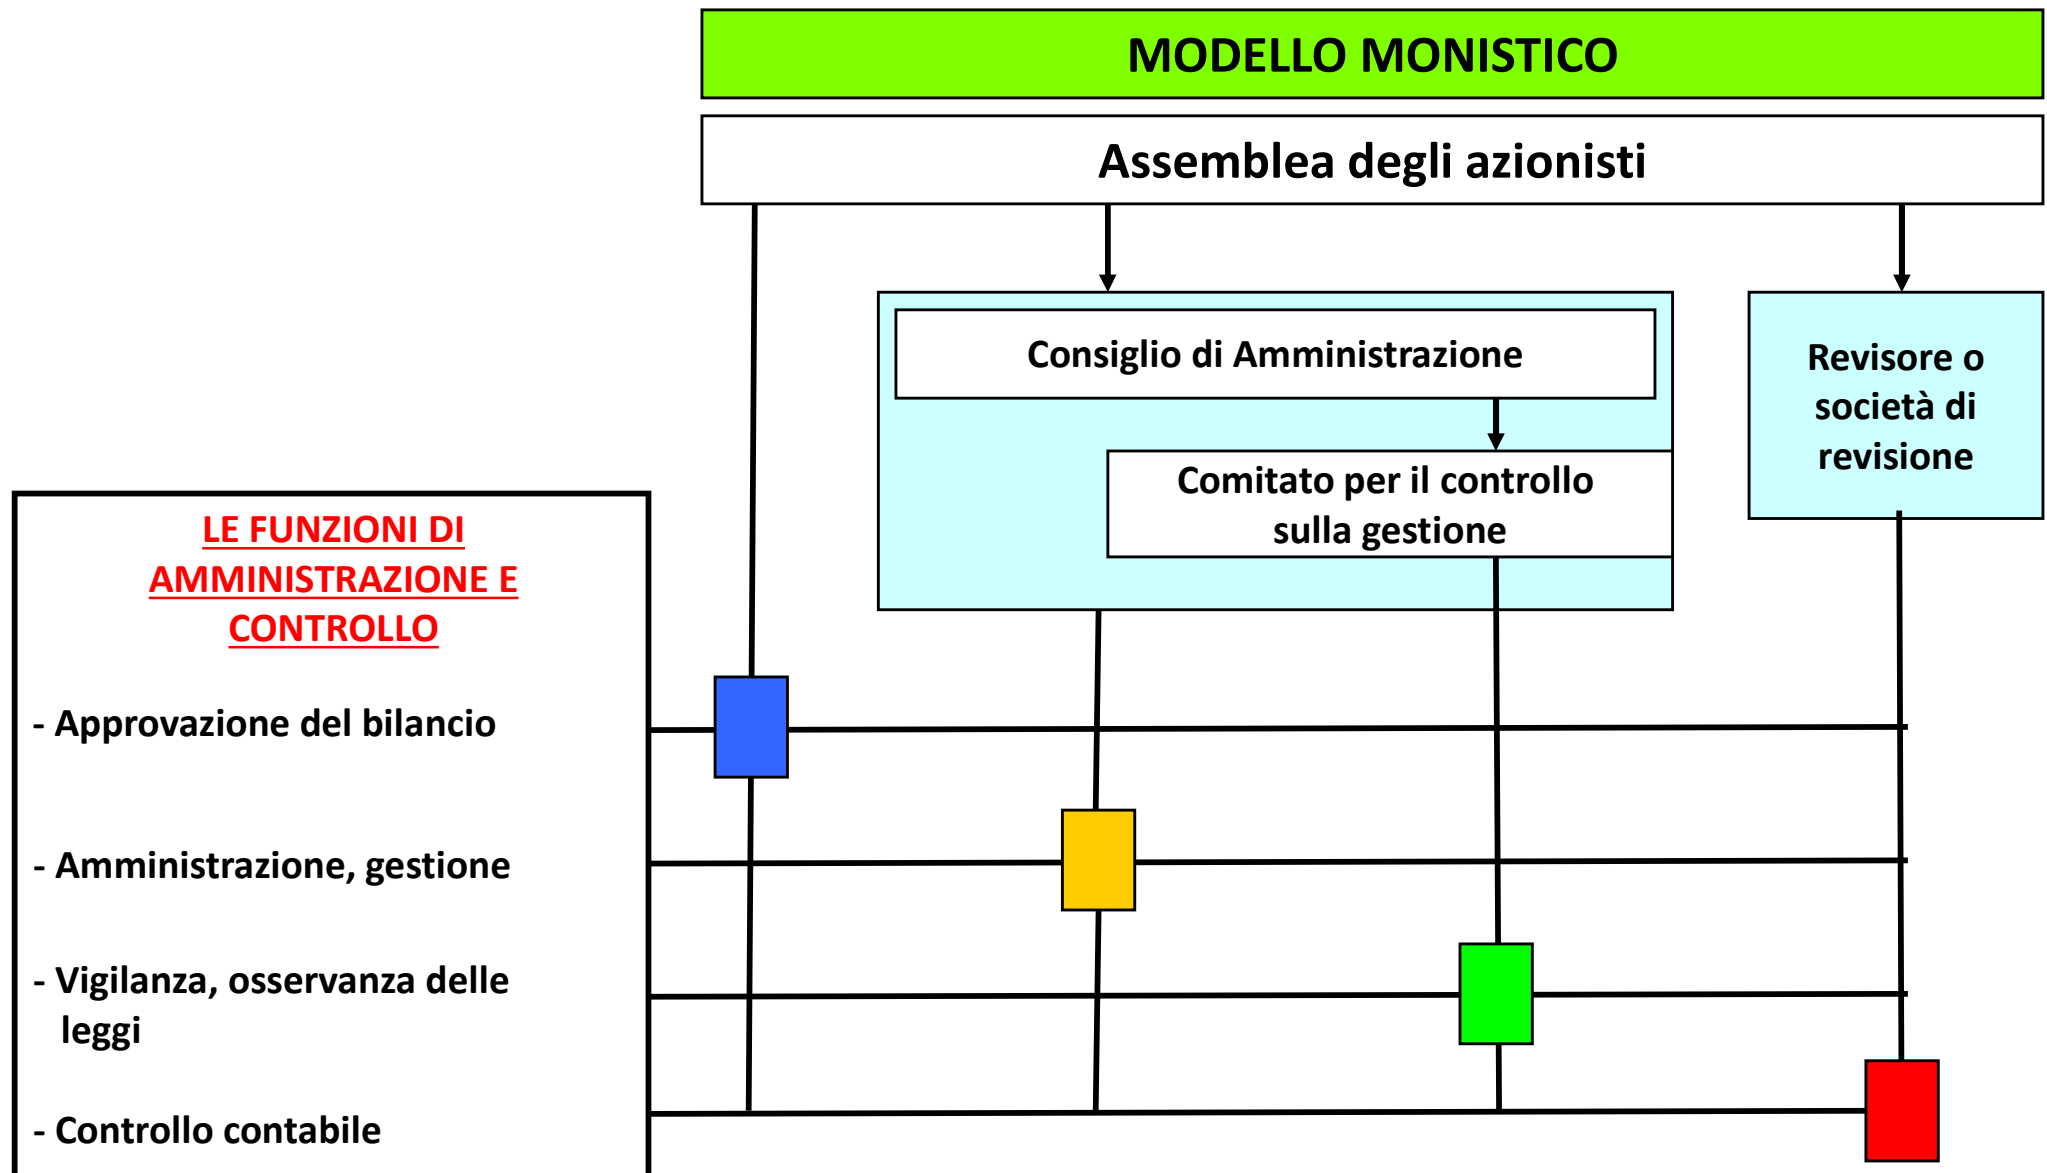 MODELLO MONISTICO
Assemblea degli azionisti
Consiglio di Amministrazione
Comitato per il controllo
sulla gestione
Revisore o
società di
revisione
LE FUNZIONI DI
AMMINISTRAZIONE E
CONTROLLO
- Approvazione del bilancio
- Amministrazione, gestione
- Vigilanza, osservanza delle
leggi
- Controllo contabile